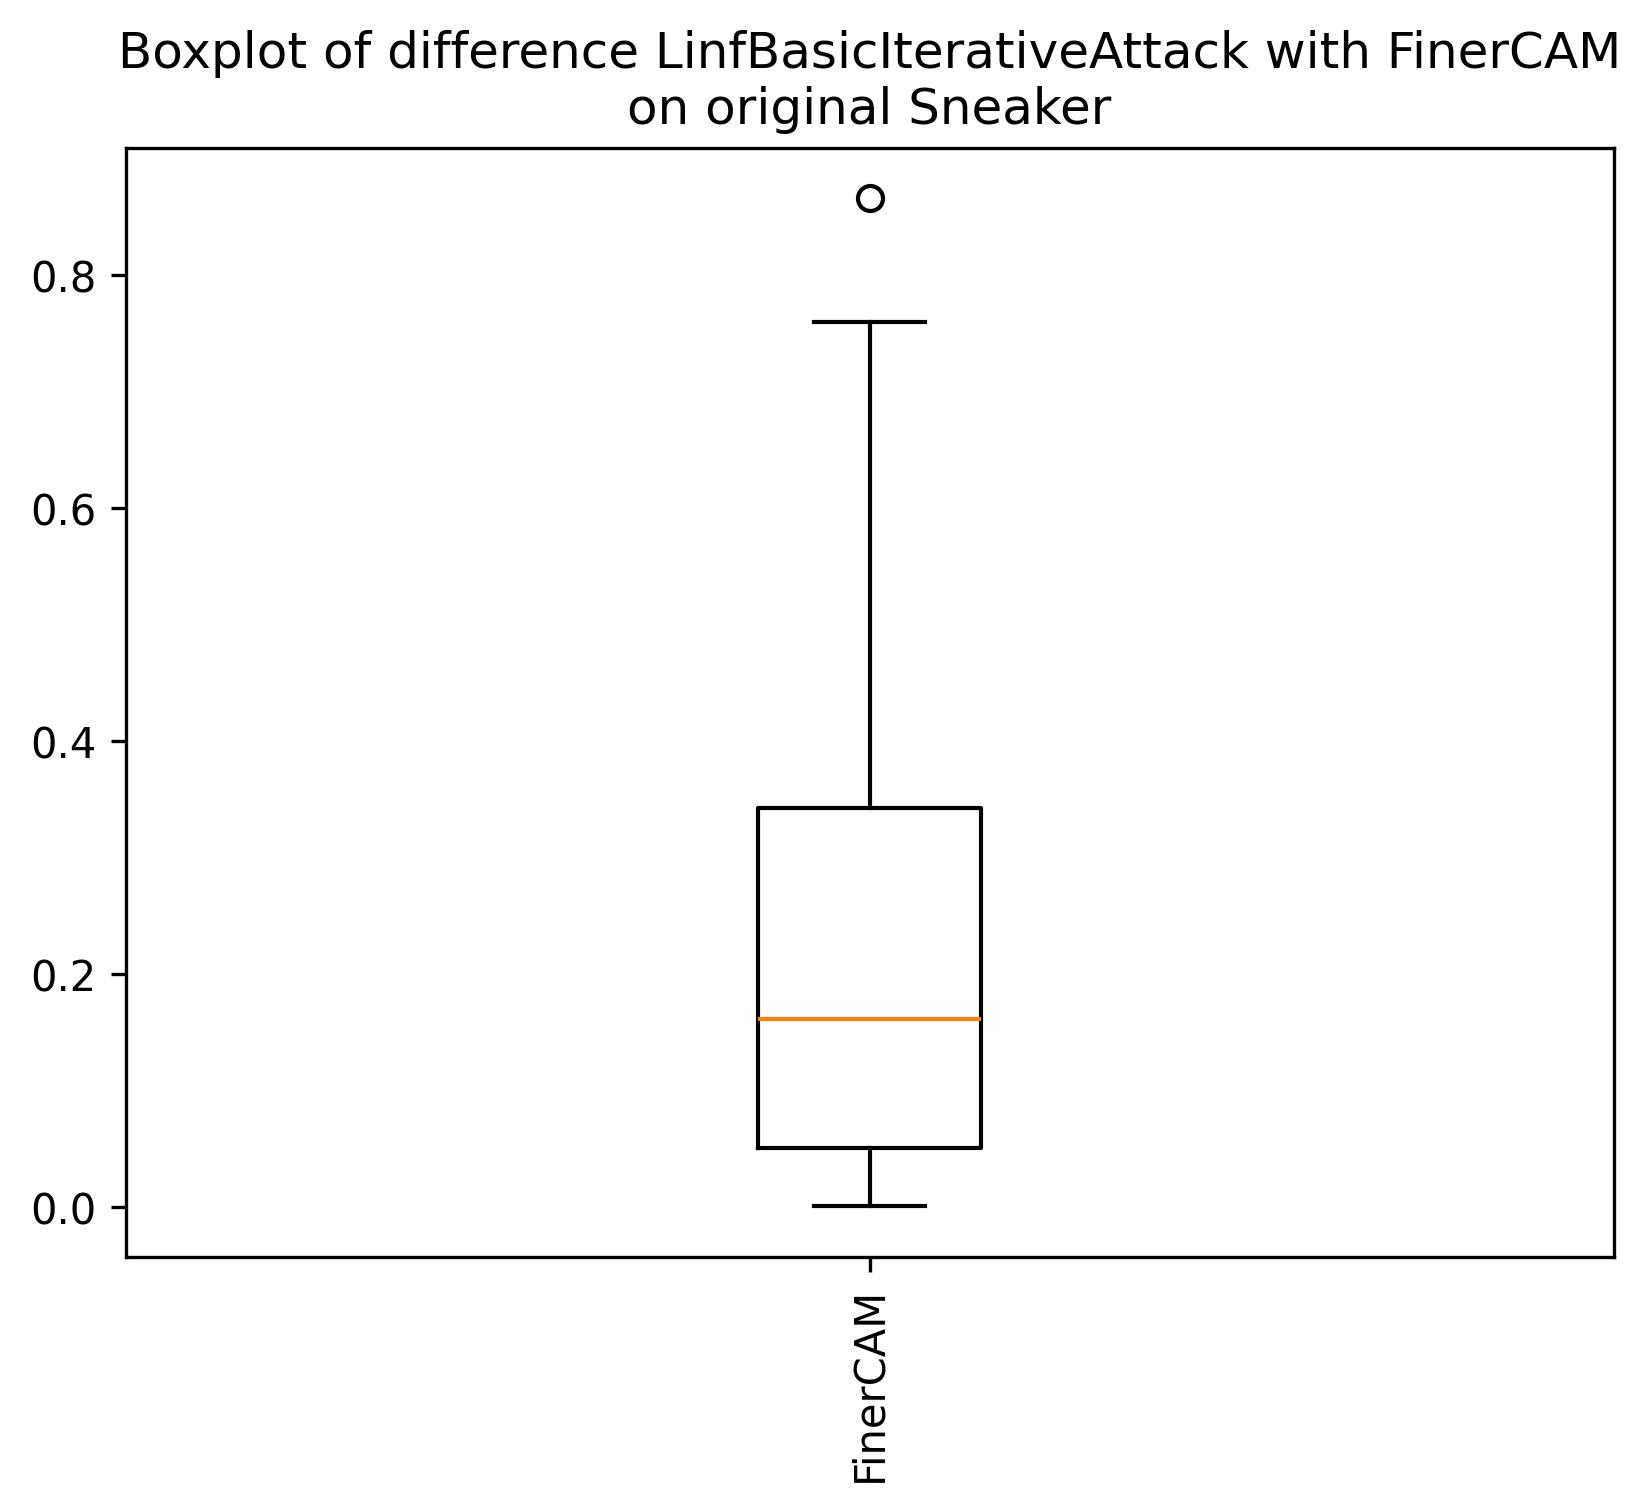 Boxplot of difference LinfBasicIterativeAttack with FinerCAM
on original Sneaker
0.8
0.6
0.4
0.2
0.0
FinerCAM